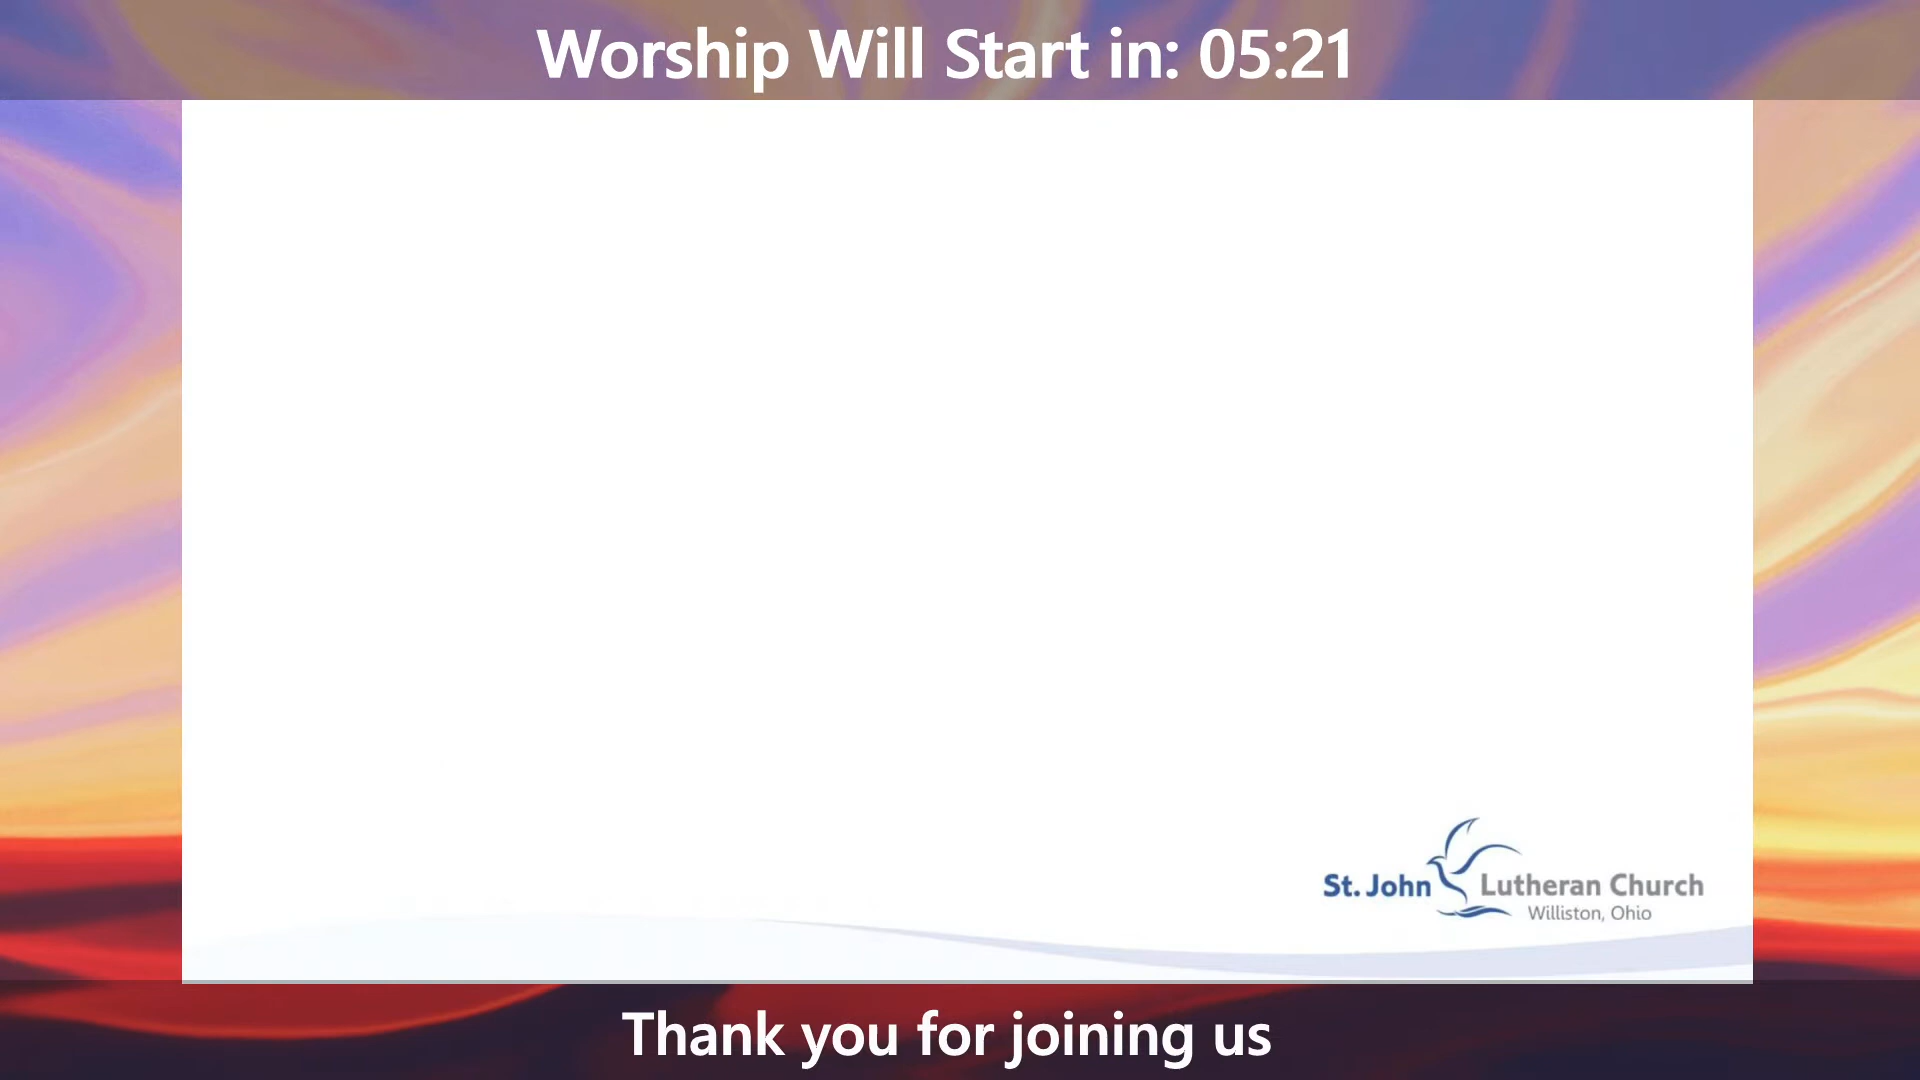 Worship Will Start in: 05:21
St. John Lutheran Church
Williston, Ohio
Thank you for joining us